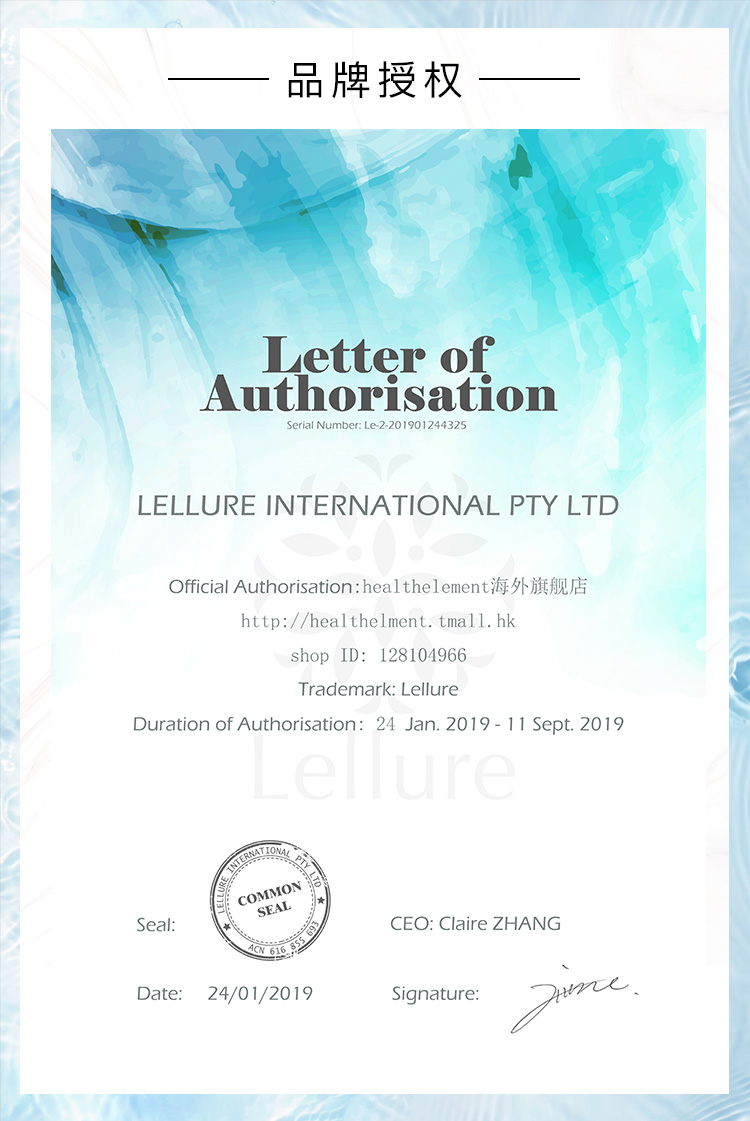 品牌授权
Letter of
Authorisation
Serial Number: Le-2-201901244325
LELLURE INTERNATIONAL PTY LTD
Official Authorisation:healthelement海外旗舰店
http://healthelment.tmall.hk
shop ID: 128104966
Trademark: Lellure
Duration of Authorisation: 24 Jan. 2019 - 11 Sept. 2019
Lellure
LELLURE INTERNATIONAL PTY LTD
COMMON
SEAL
ACN 616 855 693
Seal:
CEO: Claire ZHANG
Date: 24/01/2019
Signature: